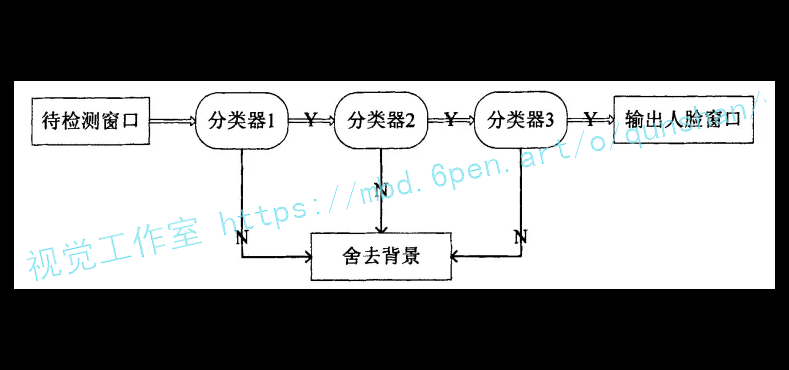 待检测窗口
分类器1
Y
分类器2
Y
分类器3
Y
输出人脸窗口
N
N
N
舍去背景
视觉工作室 https://mbd.6pen.art/o/qunshan/